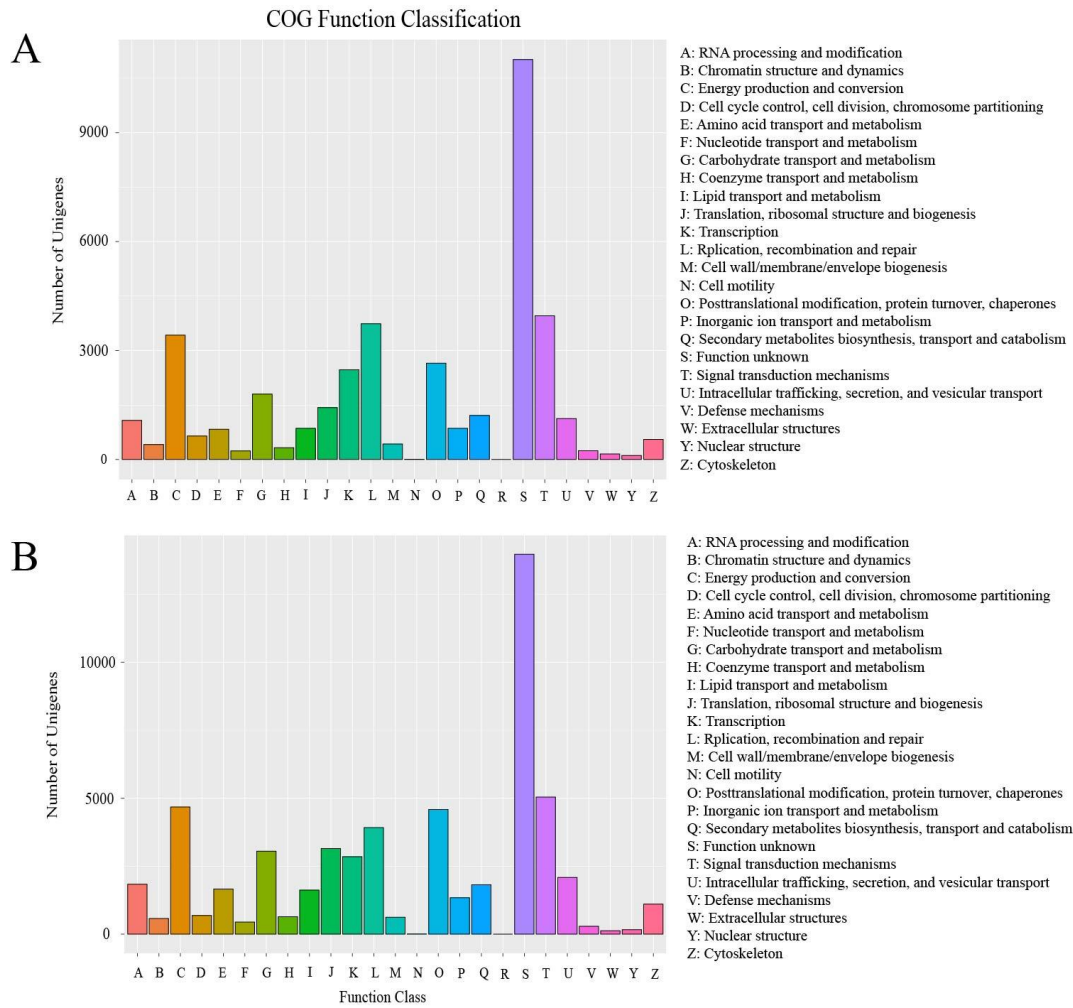 COG Function Classification
A
Number of Unigenes
9000
6000
3000
0
A B C D E F G H I J K L M N O P Q R S T U V W Y Z
A: RNA processing and modification
B: Chromatin structure and dynamics
C: Energy production and conversion
D: Cell cycle control, cell division, chromosome partitioning
E: Amino acid transport and metabolism
F: Nucleotide transport and metabolism
G: Carbohydrate transport and metabolism
H: Coenzyme transport and metabolism
I: Lipid transport and metabolism
J: Translation, ribosomal structure and biogenesis
K: Transcription
L: Rplication, recombination and repair
M: Cell wall/membrane/envelope biogenesis
N: Cell motility
O: Posttranslational modification, protein turnover, chaperones
P: Inorganic ion transport and metabolism
Q: Secondary metabolites biosynthesis, transport and catabolism
S: Function unknown
T: Signal transduction mechanisms
U: Intracellular trafficking, secretion, and vesicular transport
V: Defense mechanisms
W: Extracellular structures
Y: Nuclear structure
Z: Cytoskeleton
B
Number of Unigenes
10000
5000
0
A B C D E F G H I J K L M N O P Q R S T U V W Y Z
Function Class
A: RNA processing and modification
B: Chromatin structure and dynamics
C: Energy production and conversion
D: Cell cycle control, cell division, chromosome partitioning
E: Amino acid transport and metabolism
F: Nucleotide transport and metabolism
G: Carbohydrate transport and metabolism
H: Coenzyme transport and metabolism
I: Lipid transport and metabolism
J: Translation, ribosomal structure and biogenesis
K: Transcription
L: Rplication, recombination and repair
M: Cell wall/membrane/envelope biogenesis
N: Cell motility
O: Posttranslational modification, protein turnover, chaperones
P: Inorganic ion transport and metabolism
Q: Secondary metabolites biosynthesis, transport and catabolism
S: Function unknown
T: Signal transduction mechanisms
U: Intracellular trafficking, secretion, and vesicular transport
V: Defense mechanisms
W: Extracellular structures
Y: Nuclear structure
Z: Cytoskeleton